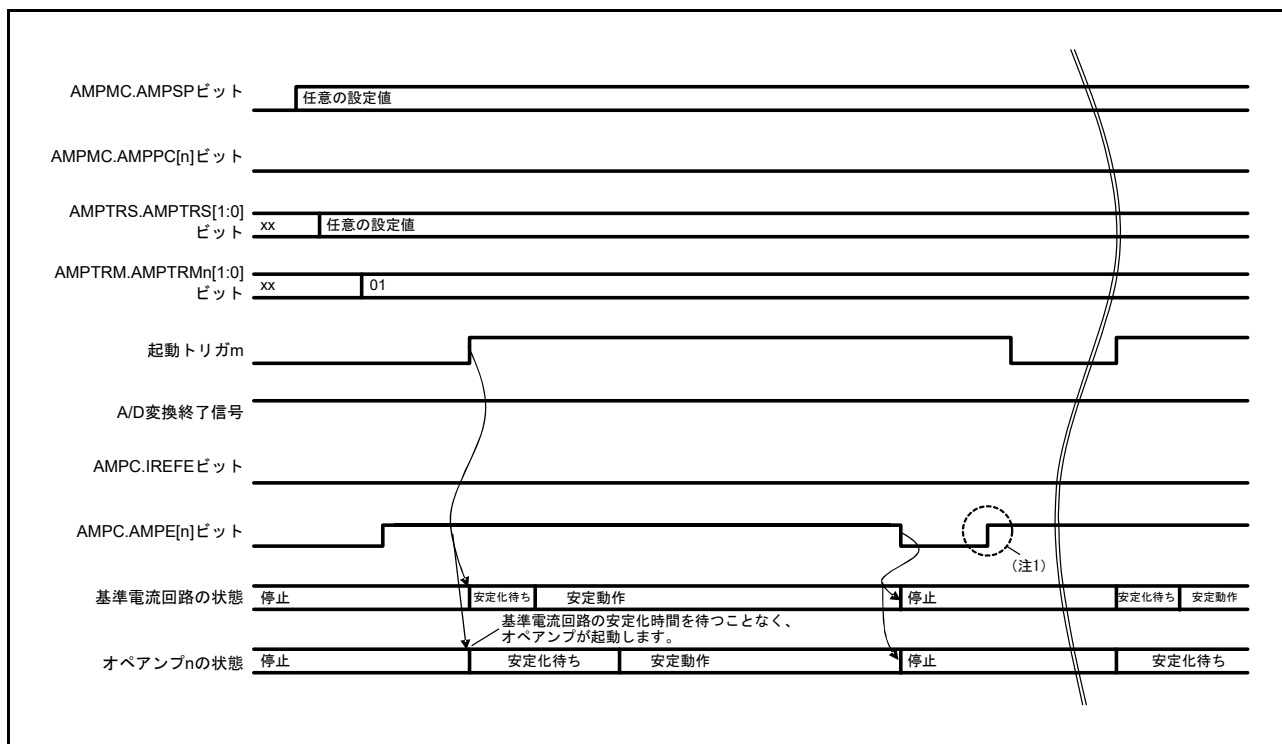 AMPMC.AMPSPビット
任意の設定値
AMPMC.AMPPC[n]ビット
AMPTRS.AMPTRS[1:0]
ビット
xx
任意の設定値
AMPTRM.AMPTRMn[1:0]
ビット
xx
01
起動トリガm
A/D変換終了信号
AMPC.IREFEビット
AMPC.AMPE[n]ビット
(注1)
基準電流回路の状態
停止
安定化待ち
安定動作
停止
安定化待ち
安定動作
基準電流回路の安定化時間を待つことなく、
オペアンプが起動します。
オペアンプnの状態
停止
安定化待ち
安定動作
停止
安定化待ち